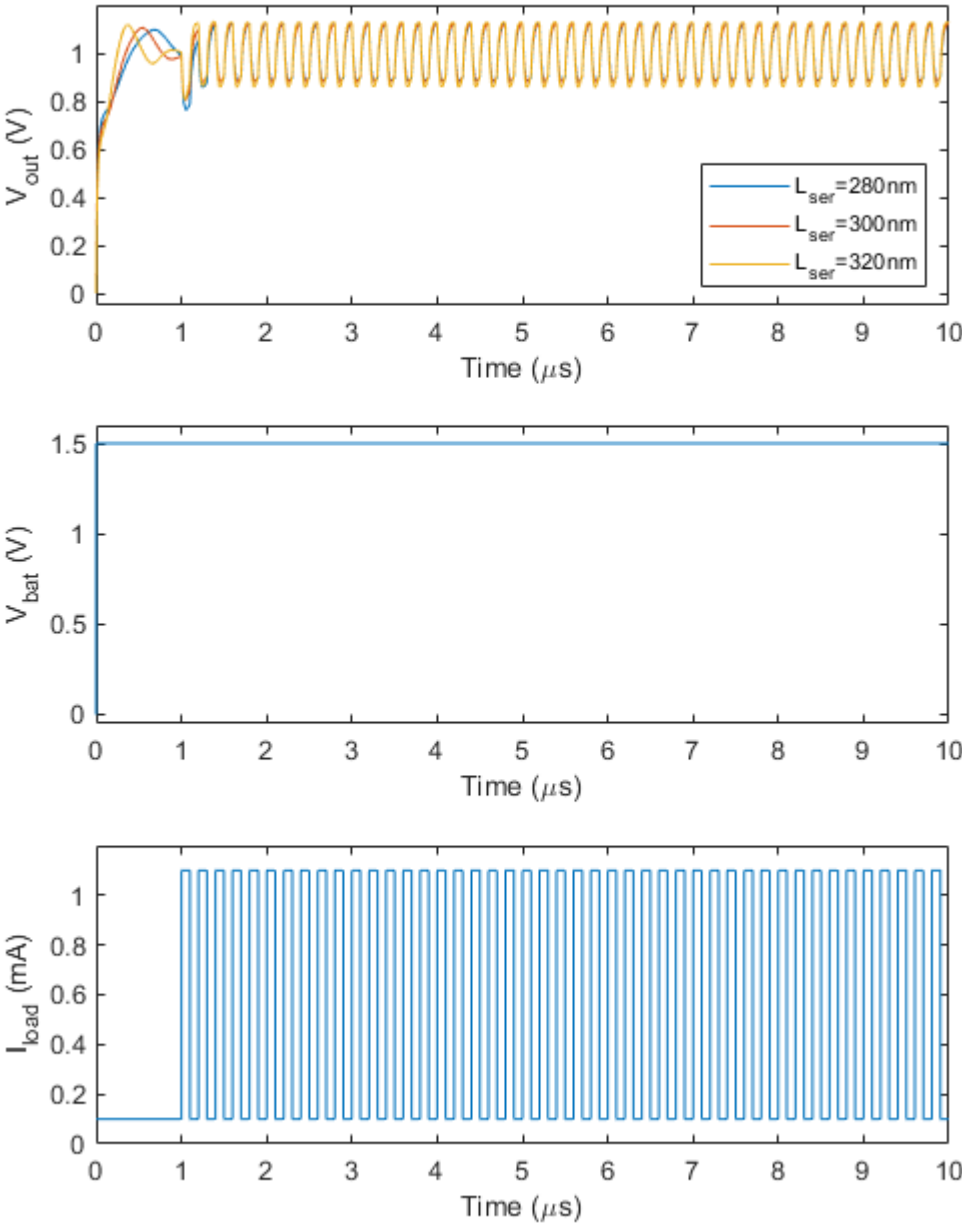 1
0.8
0.6
0.4
0.2
0
V_out (V)
L_ser=280nm
L_ser=300nm
L_ser=320nm
0 1 2 3 4 5 6 7 8 9 10
Time (μs)
1.5
1
0.5
0
V_bat (V)
0 1 2 3 4 5 6 7 8 9 10
Time (μs)
1
0.8
0.6
0.4
0.2
0
I_load (mA)
0 1 2 3 4 5 6 7 8 9 10
Time (μs)